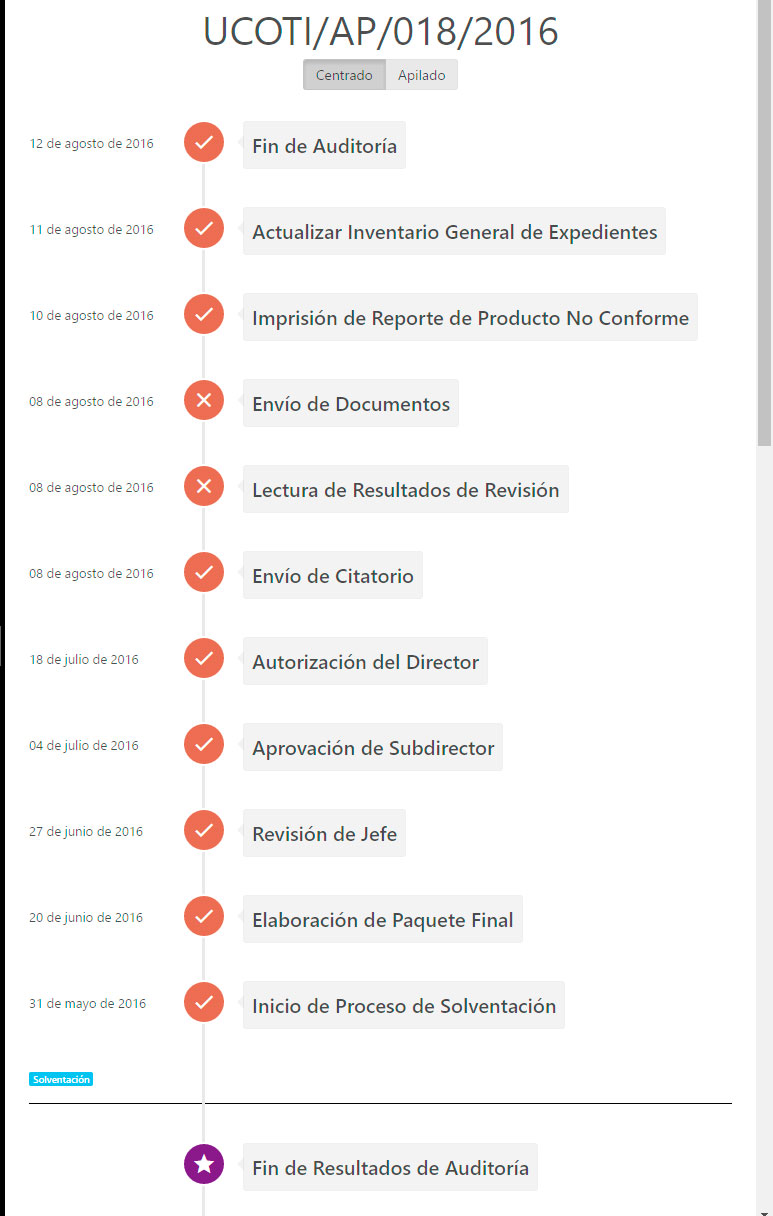 UCOTI/AP/018/2016
Centrado Apilado
12 de agosto de 2016 Fin de Auditoría
11 de agosto de 2016 Actualizar Inventario General de Expedientes
10 de agosto de 2016 Imprisión de Reporte de Producto No Conforme
08 de agosto de 2016 Envío de Documentos
08 de agosto de 2016 Lectura de Resultados de Revisión
08 de agosto de 2016 Envío de Citatorio
18 de julio de 2016 Autorización del Director
04 de julio de 2016 Aprovación de Subdirector
27 de junio de 2016 Revisión de Jefe
20 de junio de 2016 Elaboración de Paquete Final
31 de mayo de 2016 Inicio de Proceso de Solventación
Solventación
Fin de Resultados de Auditoría